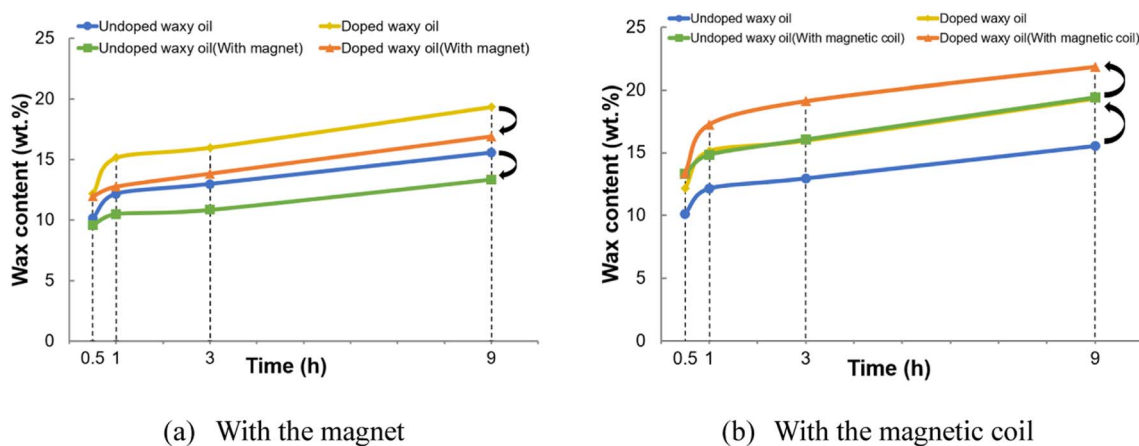 Undoped waxy oil Doped waxy oil
Undoped waxy oil(With magnet) Doped waxy oil(With magnet)
25
20
15
10
5
0
Wax content (wt.%)
0.5 1 3 9
Time (h)
(a) With the magnet
Undoped waxy oil Doped waxy oil
Undoped waxy oil(With magnetic coil) Doped waxy oil(With magnetic coil)
25
20
15
10
5
0
Wax content (wt.%)
0.5 1 3 9
Time (h)
(b) With the magnetic coil